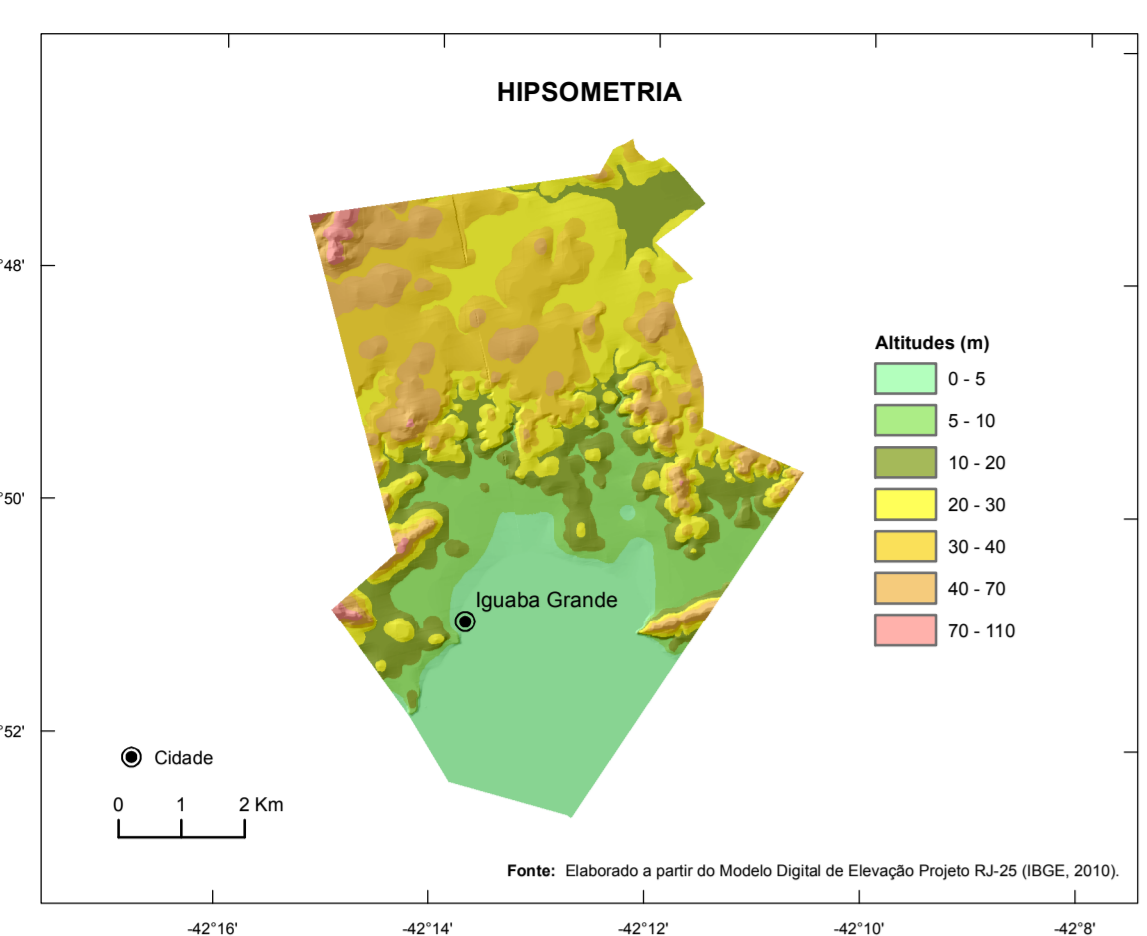 HIPSOMETRIA
°48'
°50'
°52'
Iguaba Grande
Altitudes (m)
0 - 5
5 - 10
10 - 20
20 - 30
30 - 40
40 - 70
70 - 110
Cidade
0 1 2 Km
Fonte: Elaborado a partir do Modelo Digital de Elevação Projeto RJ-25 (IBGE, 2010).
-42°16' -42°14' -42°12' -42°10' -42°8'